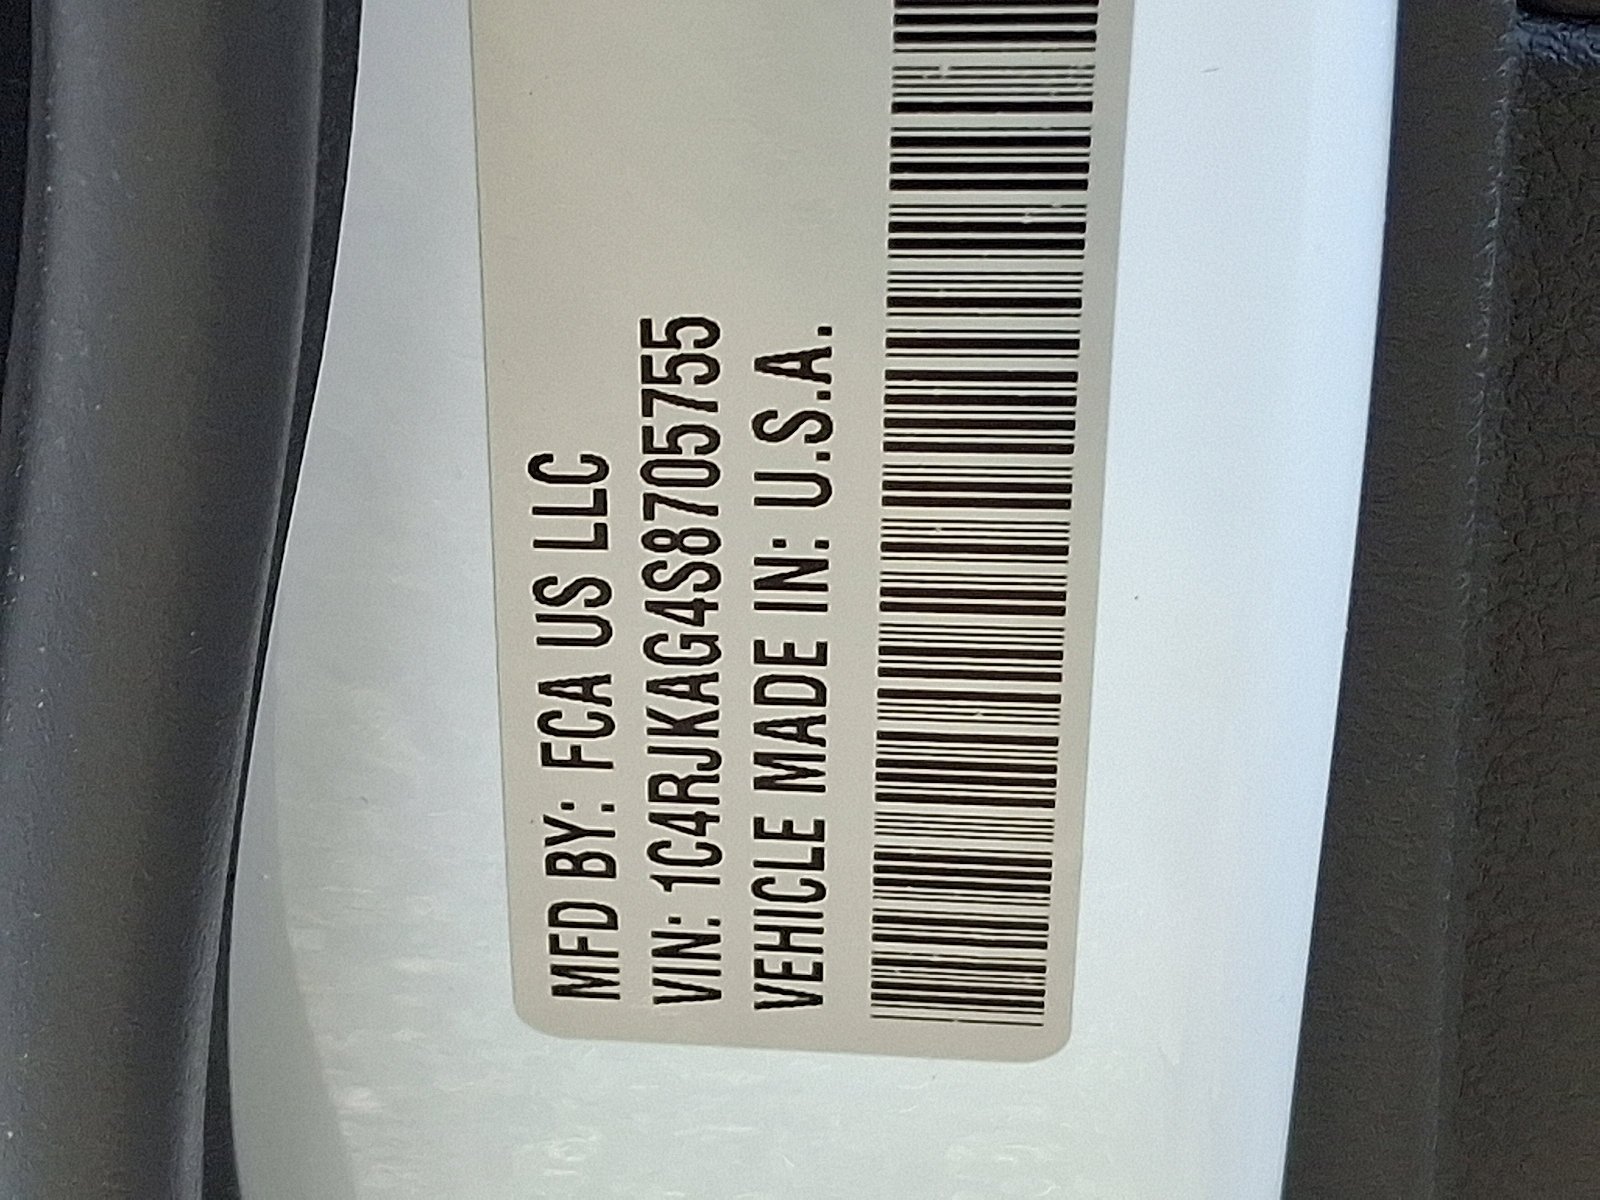 MFD BY: FCA US LLC
VIN: 1C4RJKAG4S8705755
VEHICLE MADE IN: U.S.A.